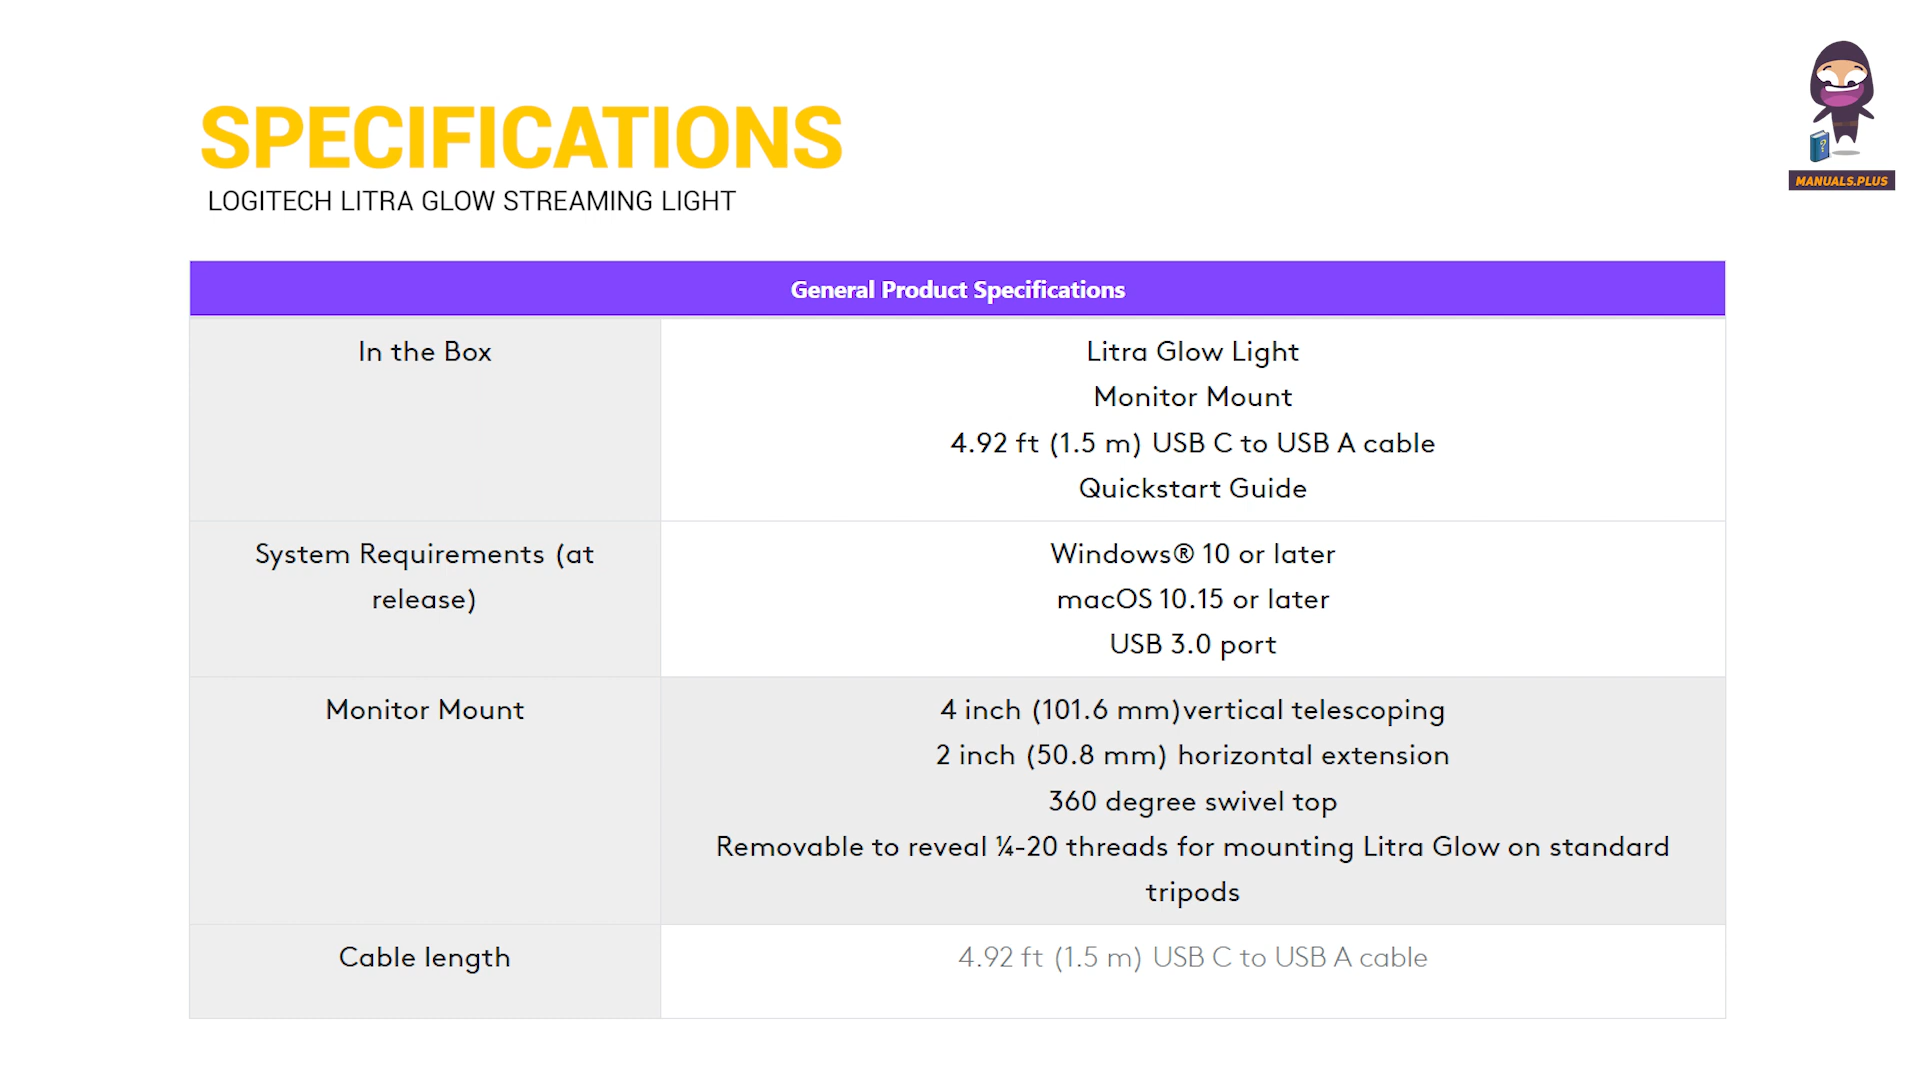 SPECIFICATIONS
LOGITECH LITRA GLOW STREAMING LIGHT
?
MANUALS.PLUS
General Product Specifications
In the Box
Litra Glow Light
Monitor Mount
4.92 ft (1.5 m) USB C to USB A cable
Quickstart Guide
System Requirements (at
release)
Windows® 10 or later
macOS 10.15 or later
USB 3.0 port
Monitor Mount
4 inch (101.6 mm)vertical telescoping
2 inch (50.8 mm) horizontal extension
360 degree swivel top
Removable to reveal ¼-20 threads for mounting Litra Glow on standard
tripods
Cable length
4.92 ft (1.5 m) USB C to USB A cable